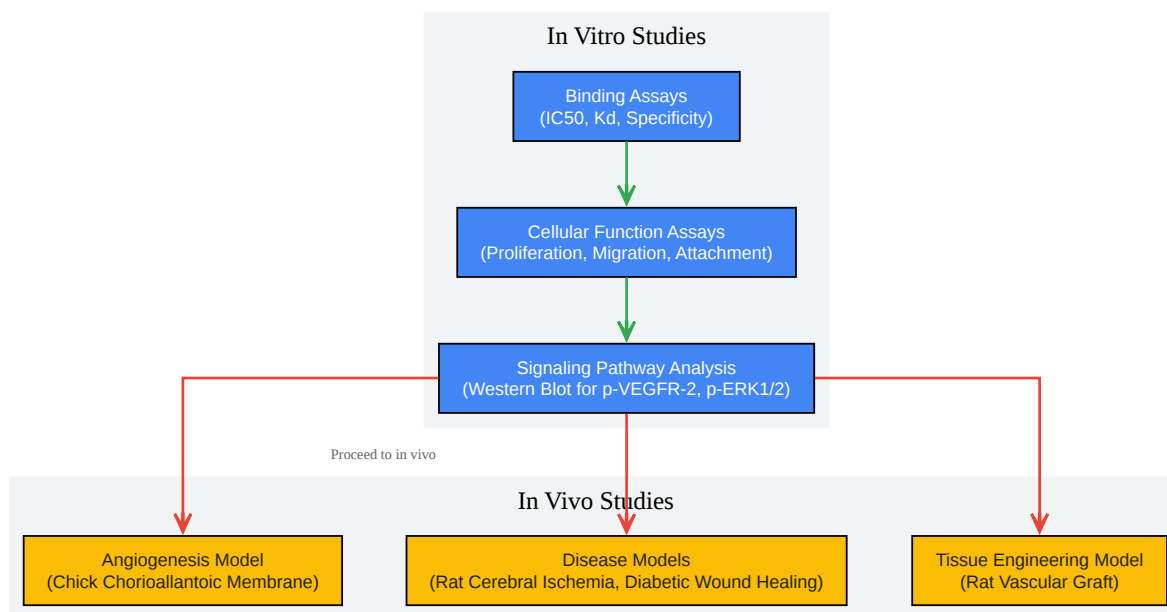 In Vitro Studies
Binding Assays
(IC50, Kd, Specificity)
Cellular Function Assays
(Proliferation, Migration, Attachment)
Signaling Pathway Analysis
(Western Blot for p-VEGFR-2, p-ERK1/2)
Proceed to in vivo
In Vivo Studies
Angiogenesis Model
(Chick Chorioallantoic Membrane)
Disease Models
(Rat Cerebral Ischemia, Diabetic Wound Healing)
Tissue Engineering Model
(Rat Vascular Graft)